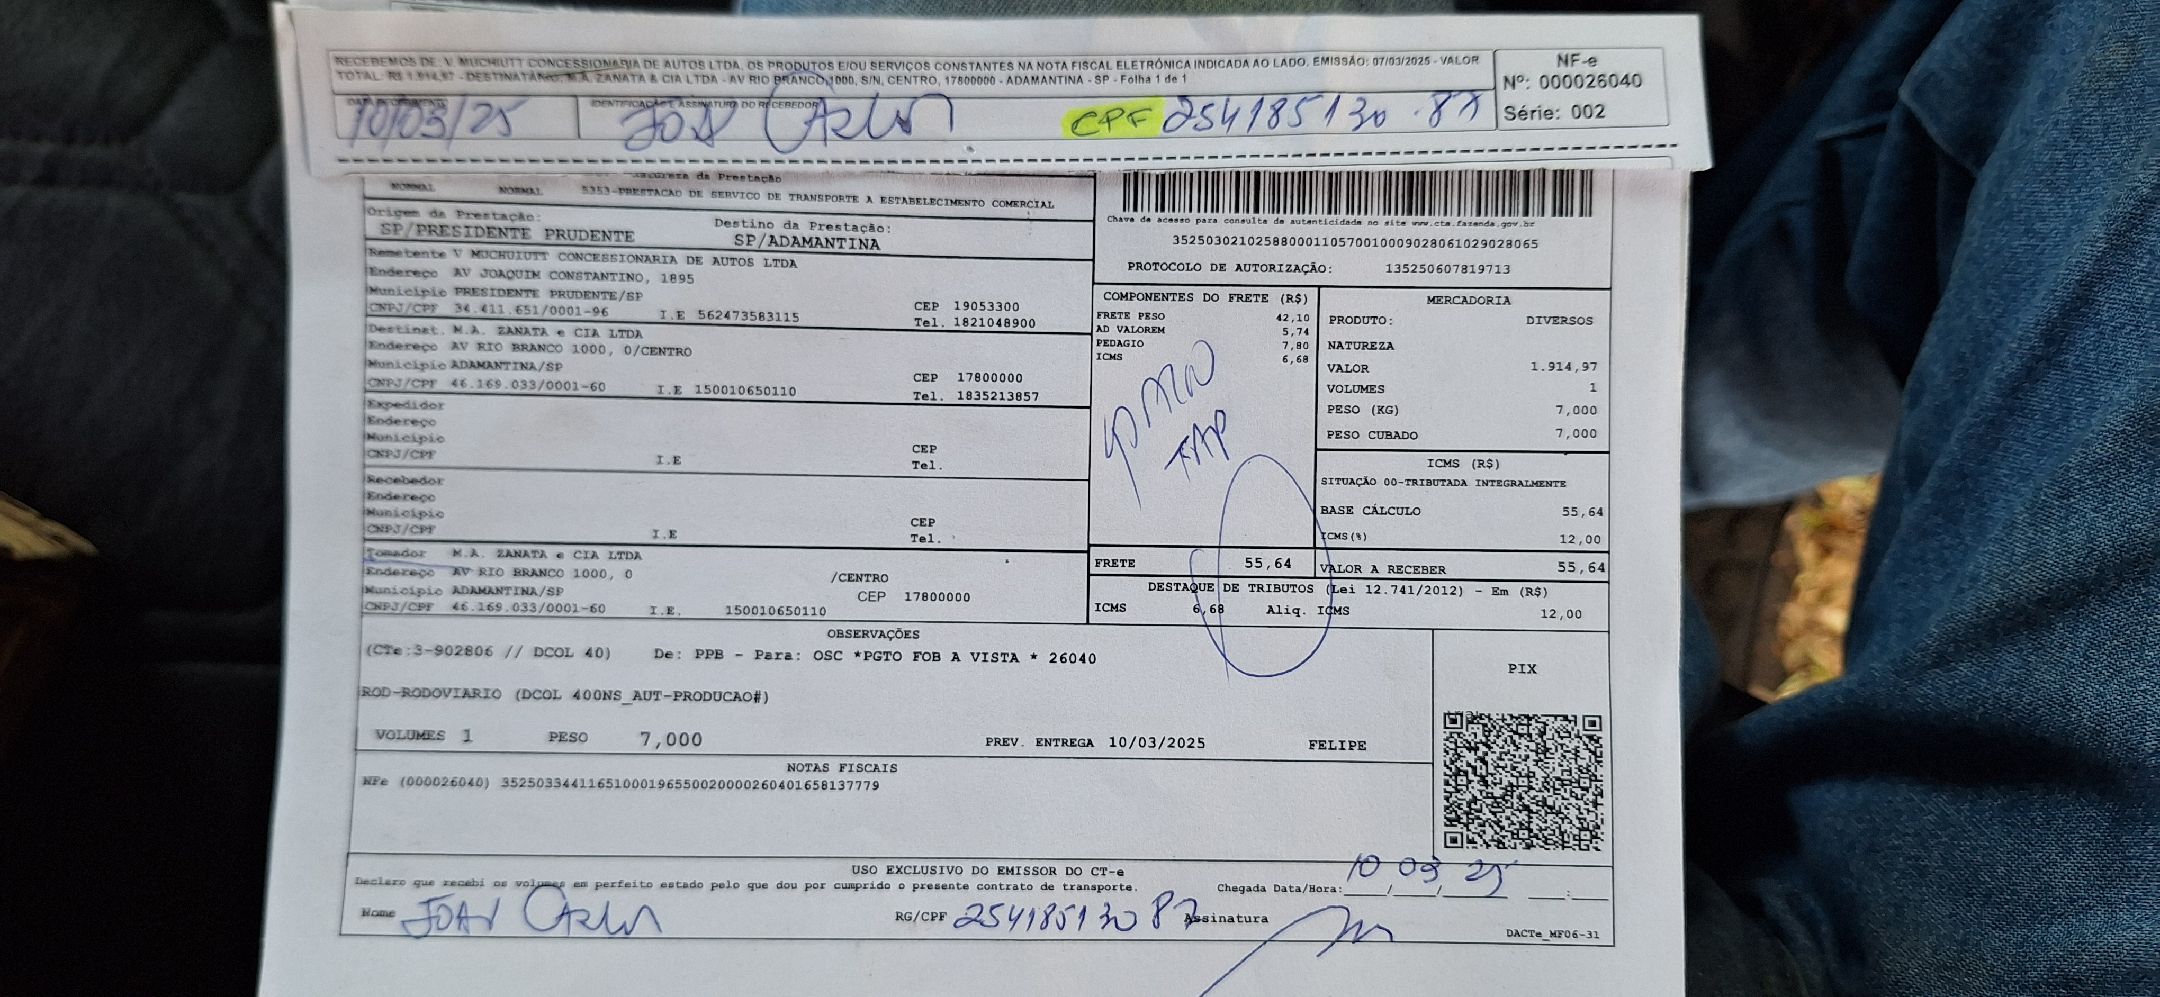 RECEBEMOS DE V. MUCHIUTT CONCESSIONARIA DE AUTOS LTDA, OS PRODUTOS E/OU SERVIÇOS CONSTANTES NA NOTA FISCAL ELETRÔNICA INDICADA AO LADO. EMISSÃO: 07/03/2025 - VALOR
TOTAL: R$ 1.914,97 - DESTINATÁRIO: M.A. ZANATA & CIA LTDA - AV RIO BRANCO,1000, S/N, CENTRO, 17800000 - ADAMANTINA - SP - Folha 1 de 1
NF-e
Nº: 000026040
Série: 002
IDENTIFICAÇÃO E ASSINATURA DO RECEBEDOR
10/03/25 CPF 254185130.87
Natureza da Prestação
NORMAL NORMAL 5353-PRESTACAO DE SERVICO DE TRANSPORTE A ESTABELECIMENTO COMERCIAL
Origem da Prestação: Destino da Prestação:
SP/PRESIDENTE PRUDENTE SP/ADAMANTINA
Remetente V MUCHUIUTT CONCESSIONARIA DE AUTOS LTDA
Endereço AV JOAQUIM CONSTANTINO, 1895
Município PRESIDENTE PRUDENTE/SP CEP 19053300
CNPJ/CPF 34.411.651/0001-96 I.E 562473583115 Tel. 1821048900
Destinat. M.A. ZANATA e CIA LTDA
Endereço AV RIO BRANCO 1000, 0/CENTRO
Município ADAMANTINA/SP CEP 17800000
CNPJ/CPF 46.169.033/0001-60 I.E 150010650110 Tel. 1835213857
Expedidor
Endereço
Município CEP
CNPJ/CPF I.E Tel.
Recebedor
Endereço
Município CEP
CNPJ/CPF I.E Tel.
Tomador M.A. ZANATA e CIA LTDA
Endereço AV RIO BRANCO 1000, 0 /CENTRO
Município ADAMANTINA/SP CEP 17800000
CNPJ/CPF 46.169.033/0001-60 I.E. 150010650110
Chave de acesso para consulta de autenticidade no site www.cte.fazenda.gov.br
35250302102588000110570010009028061029028065
PROTOCOLO DE AUTORIZAÇÃO: 135250607819713
COMPONENTES DO FRETE (R$)
FRETE PESO 42,10
AD VALOREM 5,74
PEDAGIO 7,80
ICMS 6,68
MERCADORIA
PRODUTO: DIVERSOS
NATUREZA
VALOR 1.914,97
VOLUMES 1
PESO (KG) 7,000
PESO CUBADO 7,000
ICMS (R$)
SITUAÇÃO 00-TRIBUTADA INTEGRALMENTE
BASE CÁLCULO 55,64
ICMS(%) 12,00
FRETE 55,64 VALOR A RECEBER 55,64
DESTAQUE DE TRIBUTOS (Lei 12.741/2012) - Em (R$)
ICMS 6,68 Aliq. ICMS 12,00
OBSERVAÇÕES
(CTe:3-902806 // DCOL 40) De: PPB - Para: OSC *PGTO FOB A VISTA * 26040
ROD-RODOVIARIO (DCOL 400NS_AUT-PRODUCAO#)
VOLUMES 1 PESO 7,000 PREV. ENTREGA 10/03/2025 FELIPE
PIX
NOTAS FISCAIS
NFe (000026040) 35250334411651000196550020000260401658137779
USO EXCLUSIVO DO EMISSOR DO CT-e
Declaro que recebi os volumes em perfeito estado pelo que dou por cumprido o presente contrato de transporte. Chegada Data/Hora: 10/03/25 :
Nome RG/CPF 254185130 87 Assinatura
DACTe_MF06-31